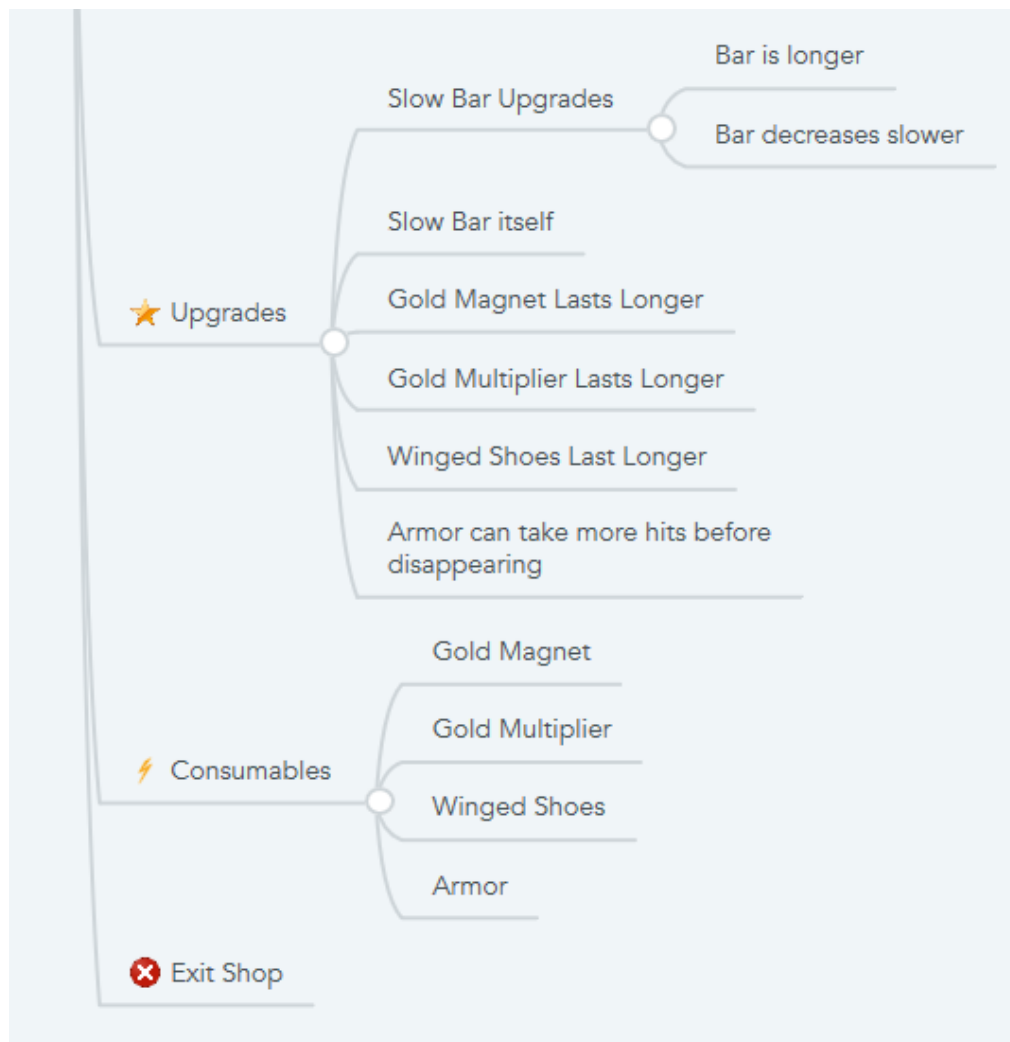 Bar is longer
Slow Bar Upgrades
Bar decreases slower
Slow Bar itself
Gold Magnet Lasts Longer
Upgrades
Gold Multiplier Lasts Longer
Winged Shoes Last Longer
Armor can take more hits before
disappearing
Gold Magnet
Gold Multiplier
Consumables
Winged Shoes
Armor
Exit Shop